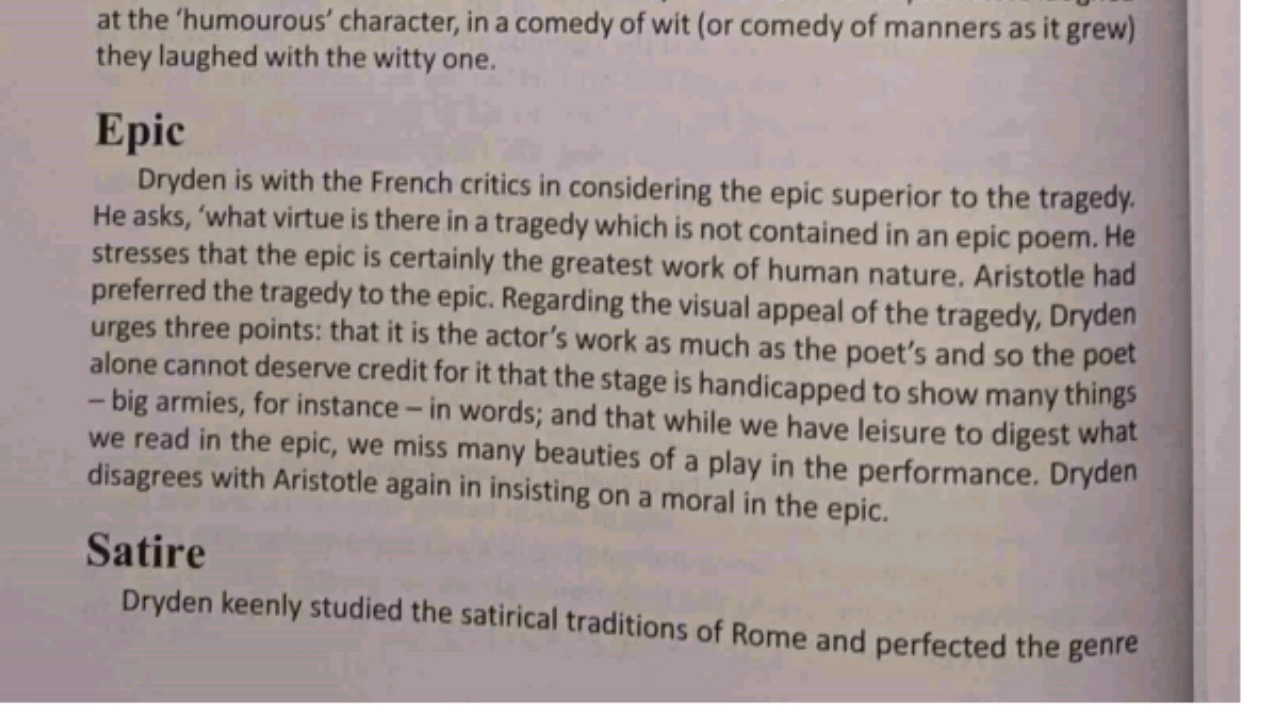 at the ‘humourous’ character, in a comedy of wit (or comedy of manners as it grew)
they laughed with the witty one.
Epic
Dryden is with the French critics in considering the epic superior to the tragedy.
He asks, ‘what virtue is there in a tragedy which is not contained in an epic poem. He
stresses that the epic is certainly the greatest work of human nature. Aristotle had
preferred the tragedy to the epic. Regarding the visual appeal of the tragedy, Dryden
urges three points: that it is the actor’s work as much as the poet’s and so the poet
alone cannot deserve credit for it that the stage is handicapped to show many things
– big armies, for instance – in words; and that while we have leisure to digest what
we read in the epic, we miss many beauties of a play in the performance. Dryden
disagrees with Aristotle again in insisting on a moral in the epic.
Satire
Dryden keenly studied the satirical traditions of Rome and perfected the genre